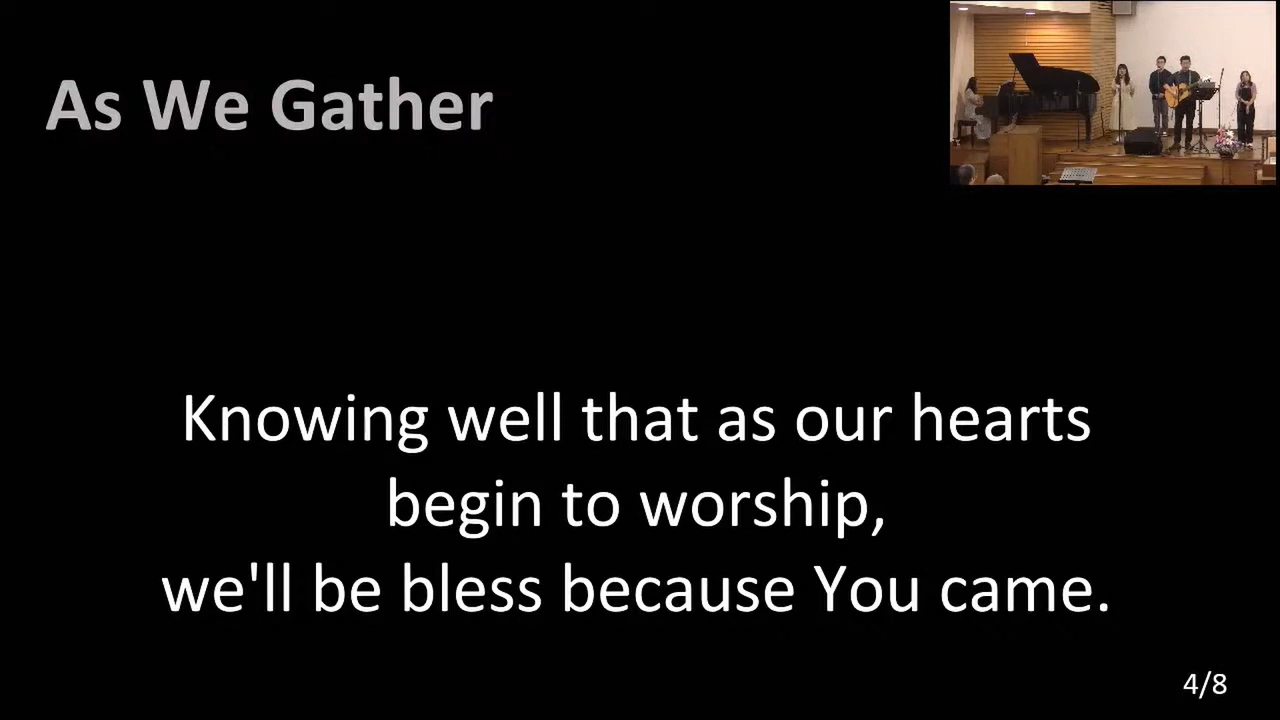 As We Gather
Knowing well that as our hearts
begin to worship,
we'll be bless because You came.
4/8